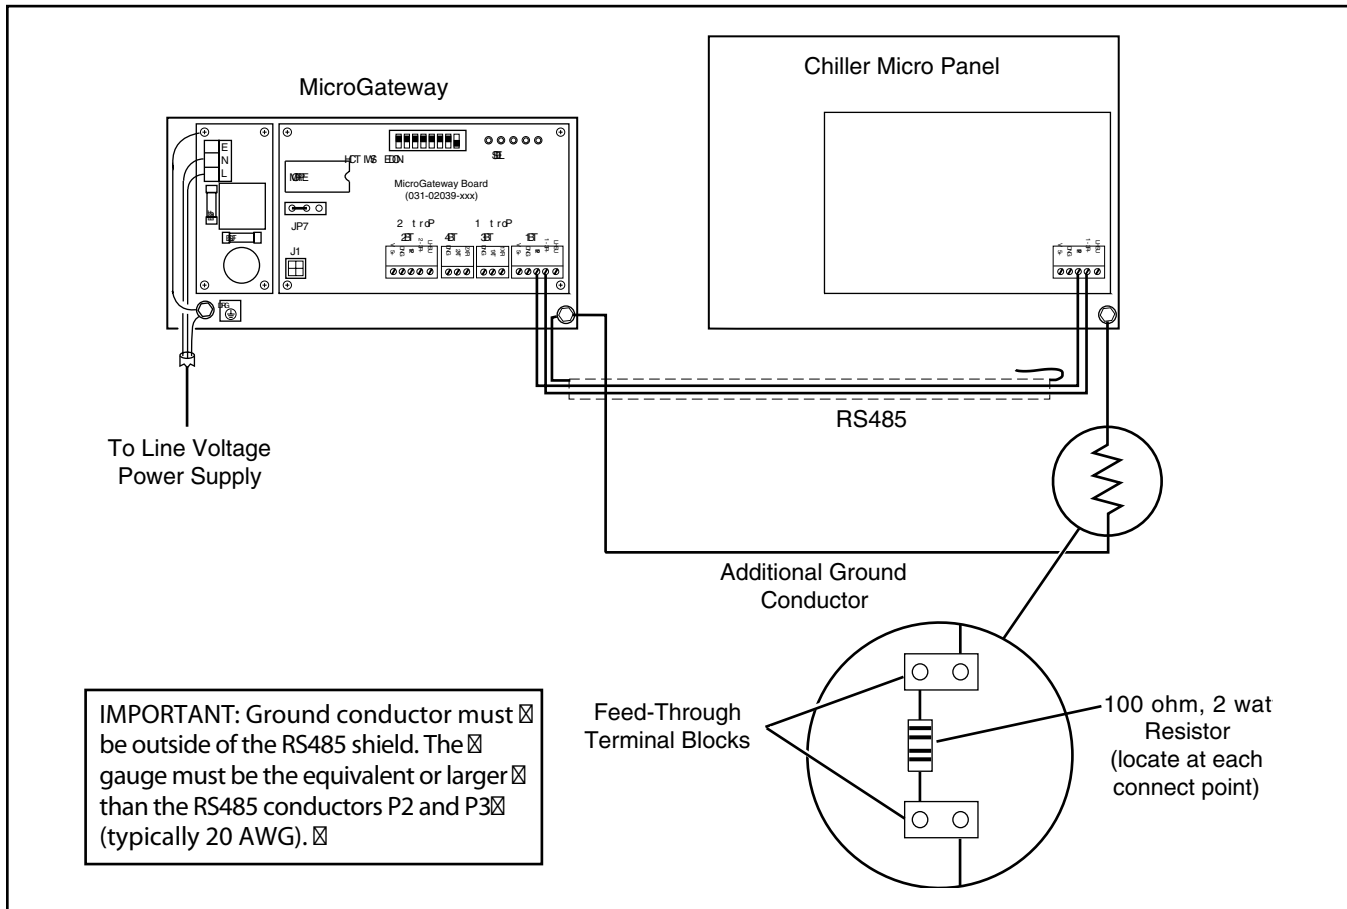 Chiller Micro Panel
MicroGateway
E
N
L
MicroGateway Board
(031-02039-xxx)
JP7
J1
RS485
To Line Voltage
Power Supply
Additional Ground
Conductor
IMPORTANT: Ground conductor must
be outside of the RS485 shield. The
gauge must be the equivalent or larger
than the RS485 conductors P2 and P3
(typically 20 AWG).
Feed-Through
Terminal Blocks
100 ohm, 2 wat
Resistor
(locate at each
connect point)